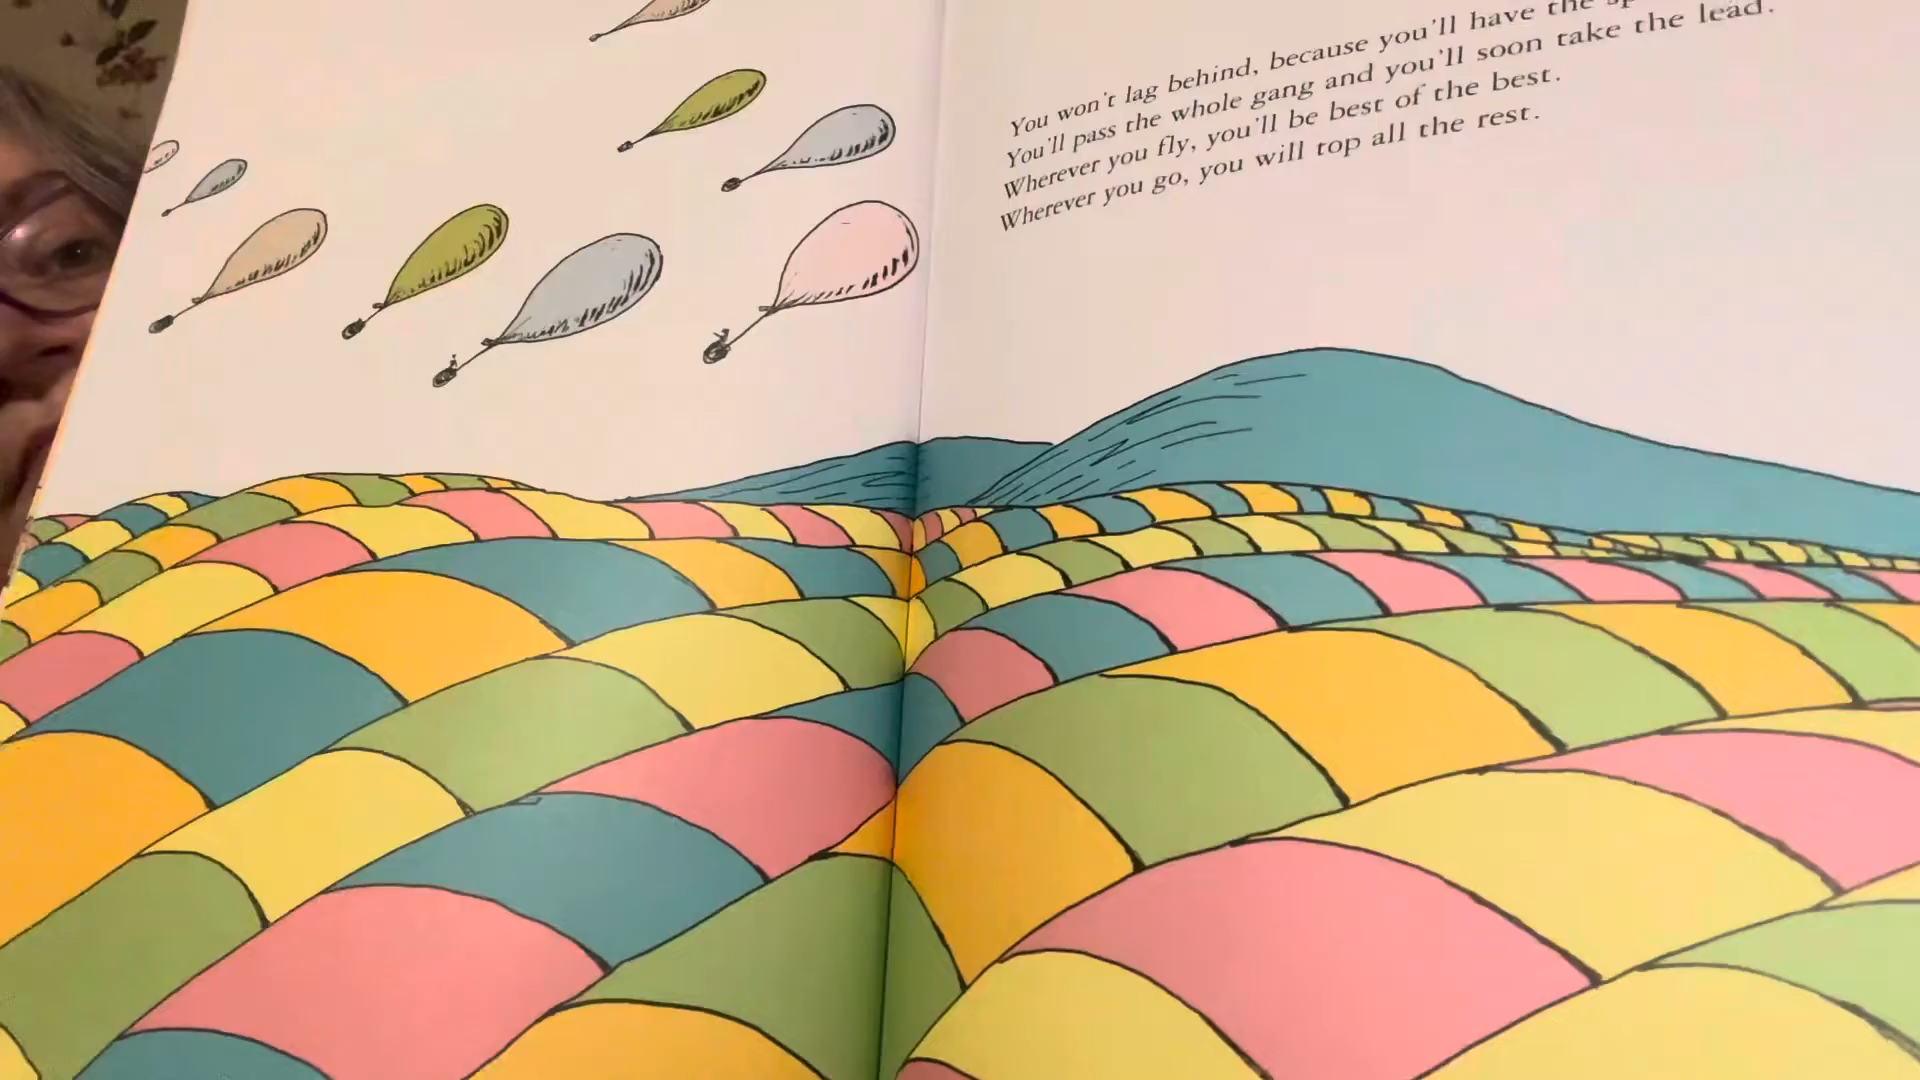 You won't lag behind, because you'll have the
You'll pass the whole gang and you'll soon take the lead.
Wherever you fly, you'll be best of the best.
Wherever you go, you will top all the rest.